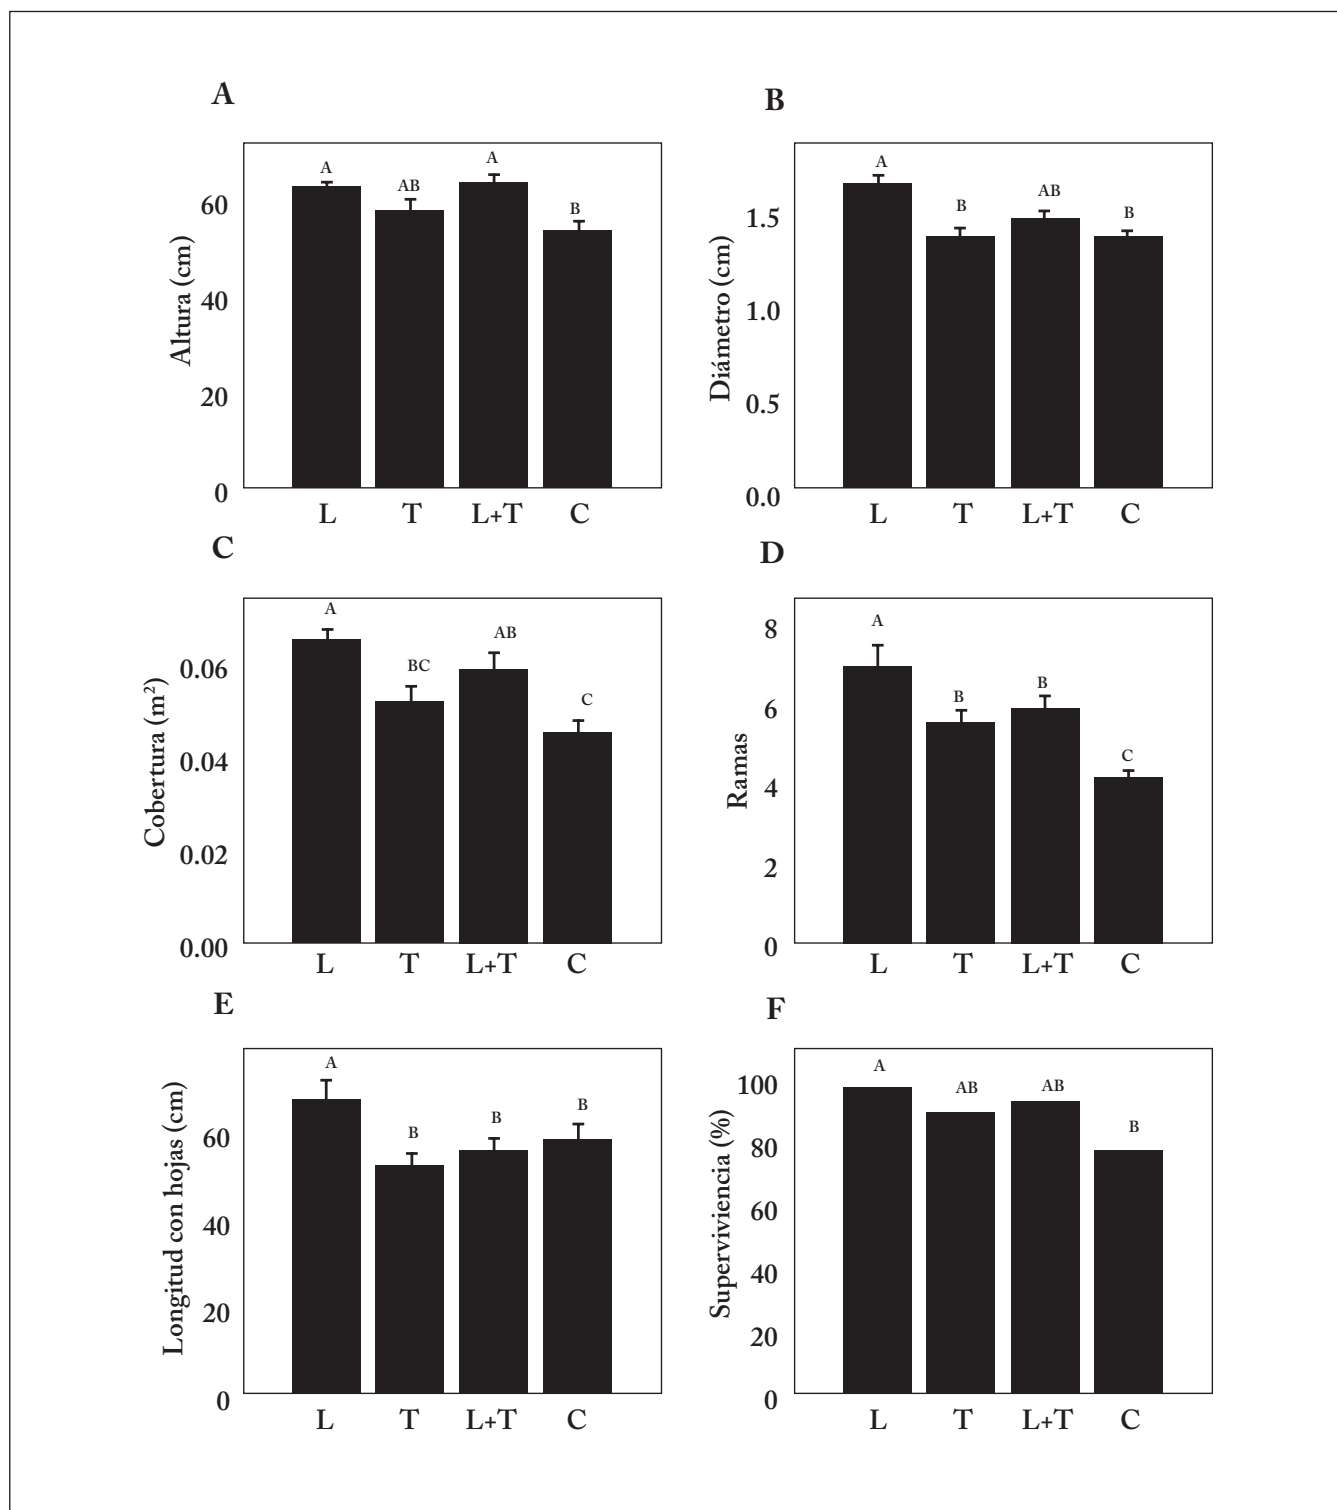 A
Altura (cm)
60
40
20
0
A
AB
A
B
L T L+T C
B
Diámetro (cm)
1.5
1.0
0.5
0.0
A
B
AB
B
L T L+T C
C
Cobertura (m²)
0.06
0.04
0.02
0.00
A
BC
AB
C
L T L+T C
D
Ramas
8
6
4
2
0
A
B
B
C
L T L+T C
E
Longitud con hojas (cm)
60
40
20
0
A
B
B
B
L T L+T C
F
Superviviencia (%)
100
80
60
40
20
0
A
AB
AB
B
L T L+T C